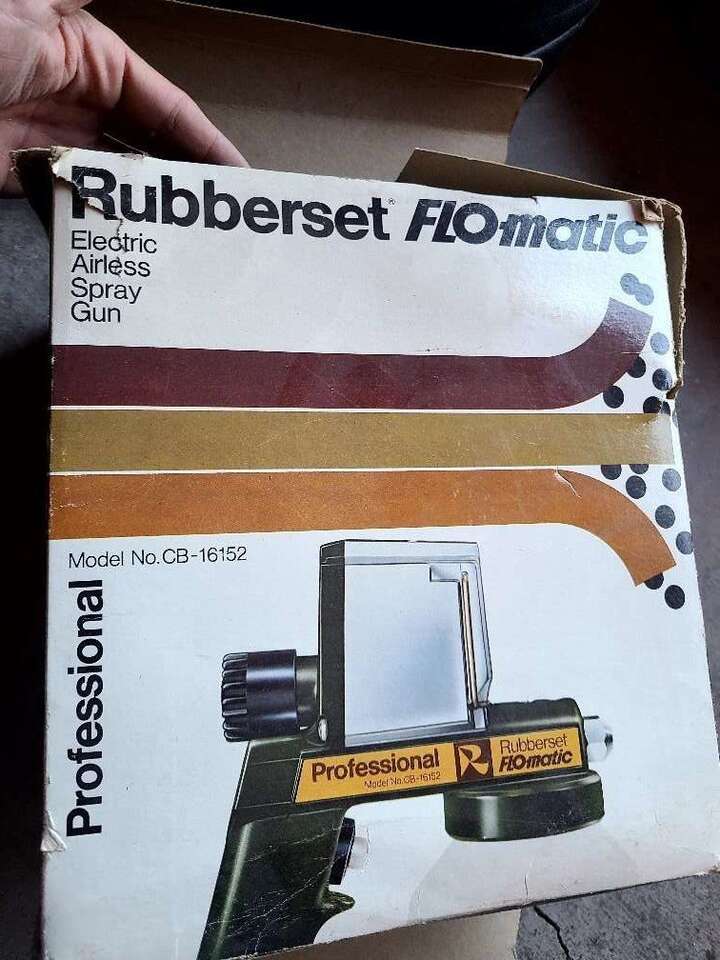 Rubberset® FLO-matic
Electric
Airless
Spray
Gun
Model No. CB-16152
Professional
Professional
Model No. CB-16152
R
Rubberset
FLO-matic